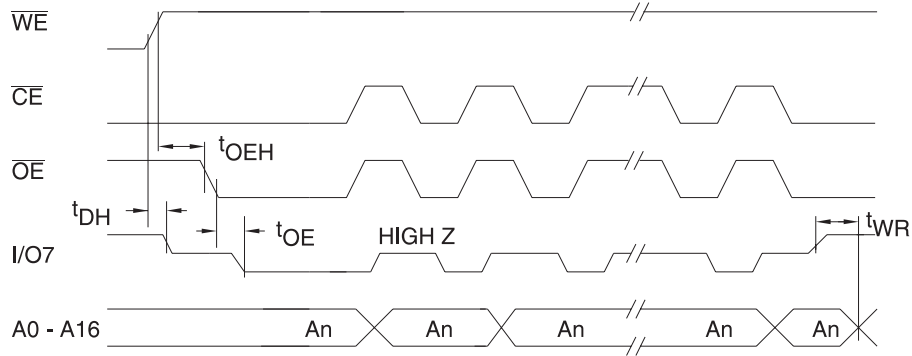 WE
CE
tOEH
OE
tDH
tOE
HIGH Z
tWR
I/O7
A0 - A16 An An An An An